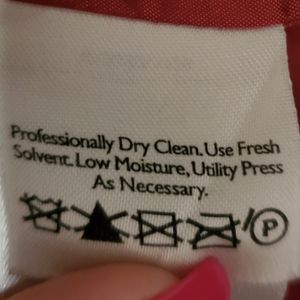 Professionally Dry Clean. Use Fresh
Solvent. Low Moisture, Utility Press
As Necessary.
P